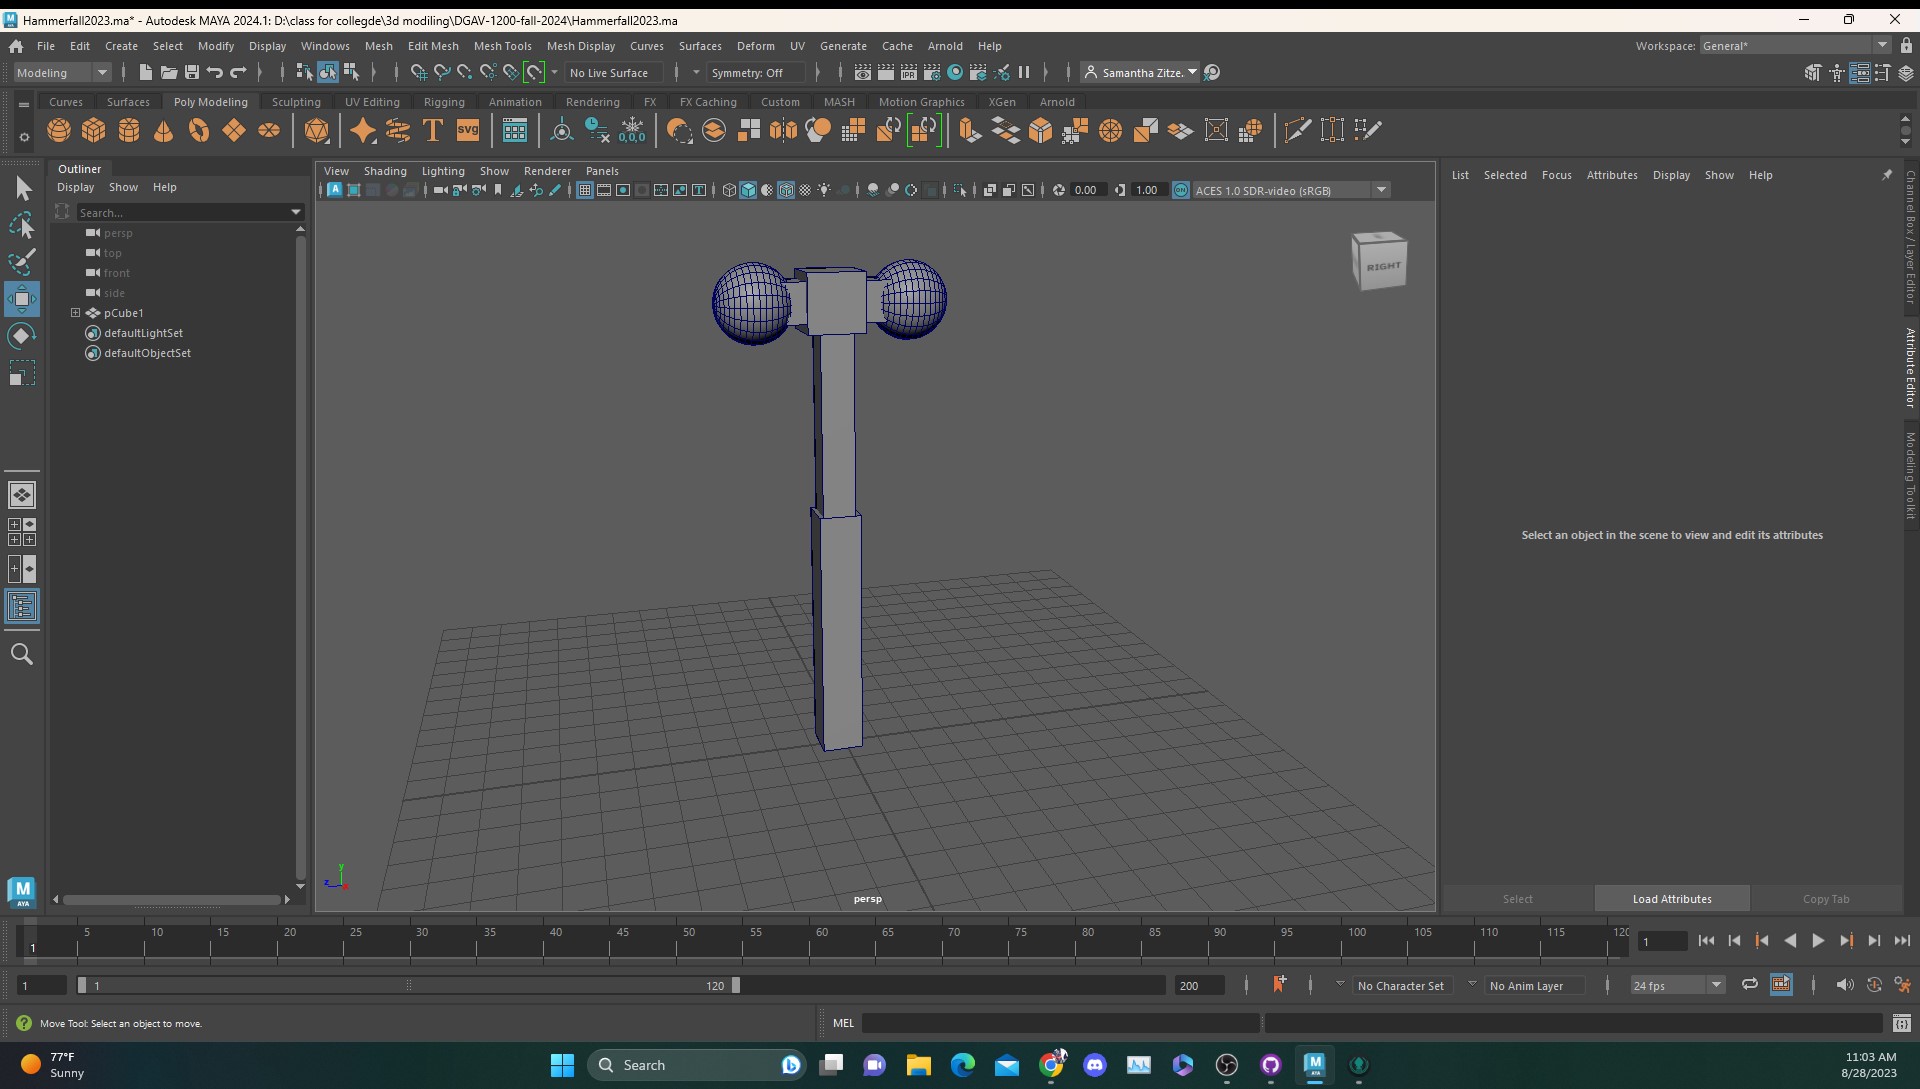 Hammerfall2023.ma* - Autodesk MAYA 2024.1: D:\class for collegde\3d modiling\DGAV-1200-fall-2024\Hammerfall2023.ma
File Edit Create Select Modify Display Windows Mesh Edit Mesh Mesh Tools Mesh Display Curves Surfaces Deform UV Generate Cache Arnold Help
Workspace: General*
Modeling
No Live Surface
Symmetry: Off
IPR
Samantha Zitze.
Curves Surfaces Poly Modeling Sculpting UV Editing Rigging Animation Rendering FX FX Caching Custom MASH Motion Graphics XGen Arnold
T
SVG
0,0,0
Outliner
Display Show Help
Search...
persp
top
front
side
pCube1
defaultLightSet
defaultObjectSet
View Shading Lighting Show Renderer Panels
0.00
1.00
ON
ACES 1.0 SDR-video (sRGB)
RIGHT
y
z
persp
List Selected Focus Attributes Display Show Help
Select an object in the scene to view and edit its attributes
Select
Load Attributes
Copy Tab
Channel Box / Layer Editor
Attribute Editor
Modeling Toolkit
M
AYA
1
5 10 15 20 25 30 35 40 45 50 55 60 65 70 75 80 85 90 95 100 105 110 115 120
1
1
1
120
200
No Character Set
No Anim Layer
24 fps
Move Tool: Select an object to move.
MEL
77°F
Sunny
Search
11:03 AM
8/28/2023